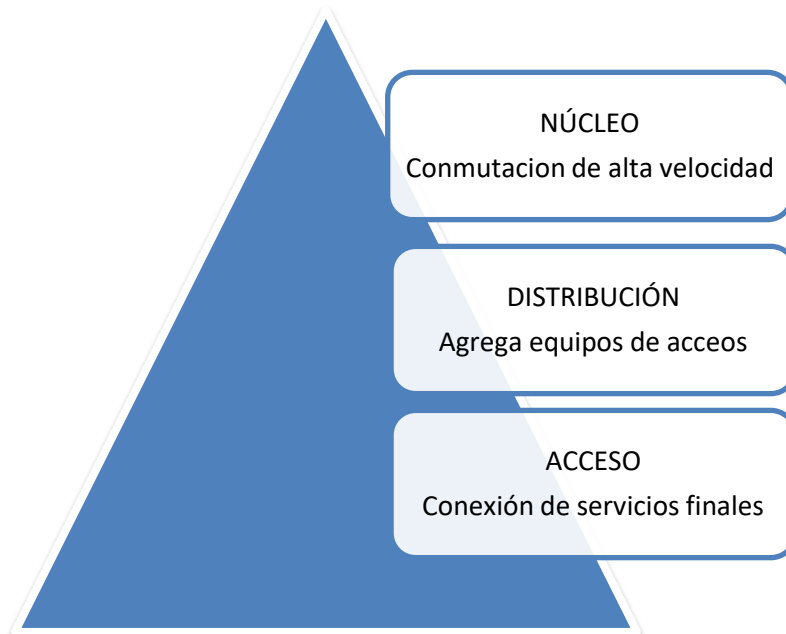 NÚCLEO
Conmutacion de alta velocidad
DISTRIBUCIÓN
Agrega equipos de acceos
ACCESO
Conexión de servicios finales